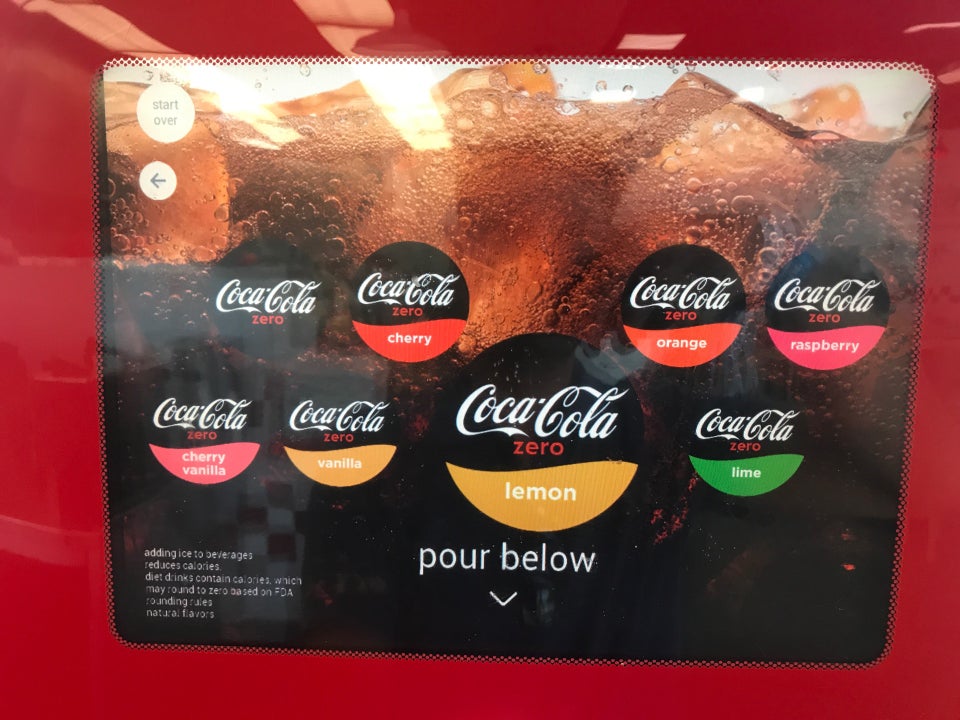 start
over
Coca-Cola
zero
Coca-Cola
zero
cherry
Coca-Cola
zero
orange
Coca-Cola
zero
raspberry
Coca-Cola
zero
cherry
vanilla
Coca-Cola
zero
vanilla
Coca-Cola
zero
lemon
Coca-Cola
zero
lime
pour below
adding ice to beverages
reduces calories.
diet drinks contain calories, which
may round to zero based on FDA
rounding rules
natural flavors